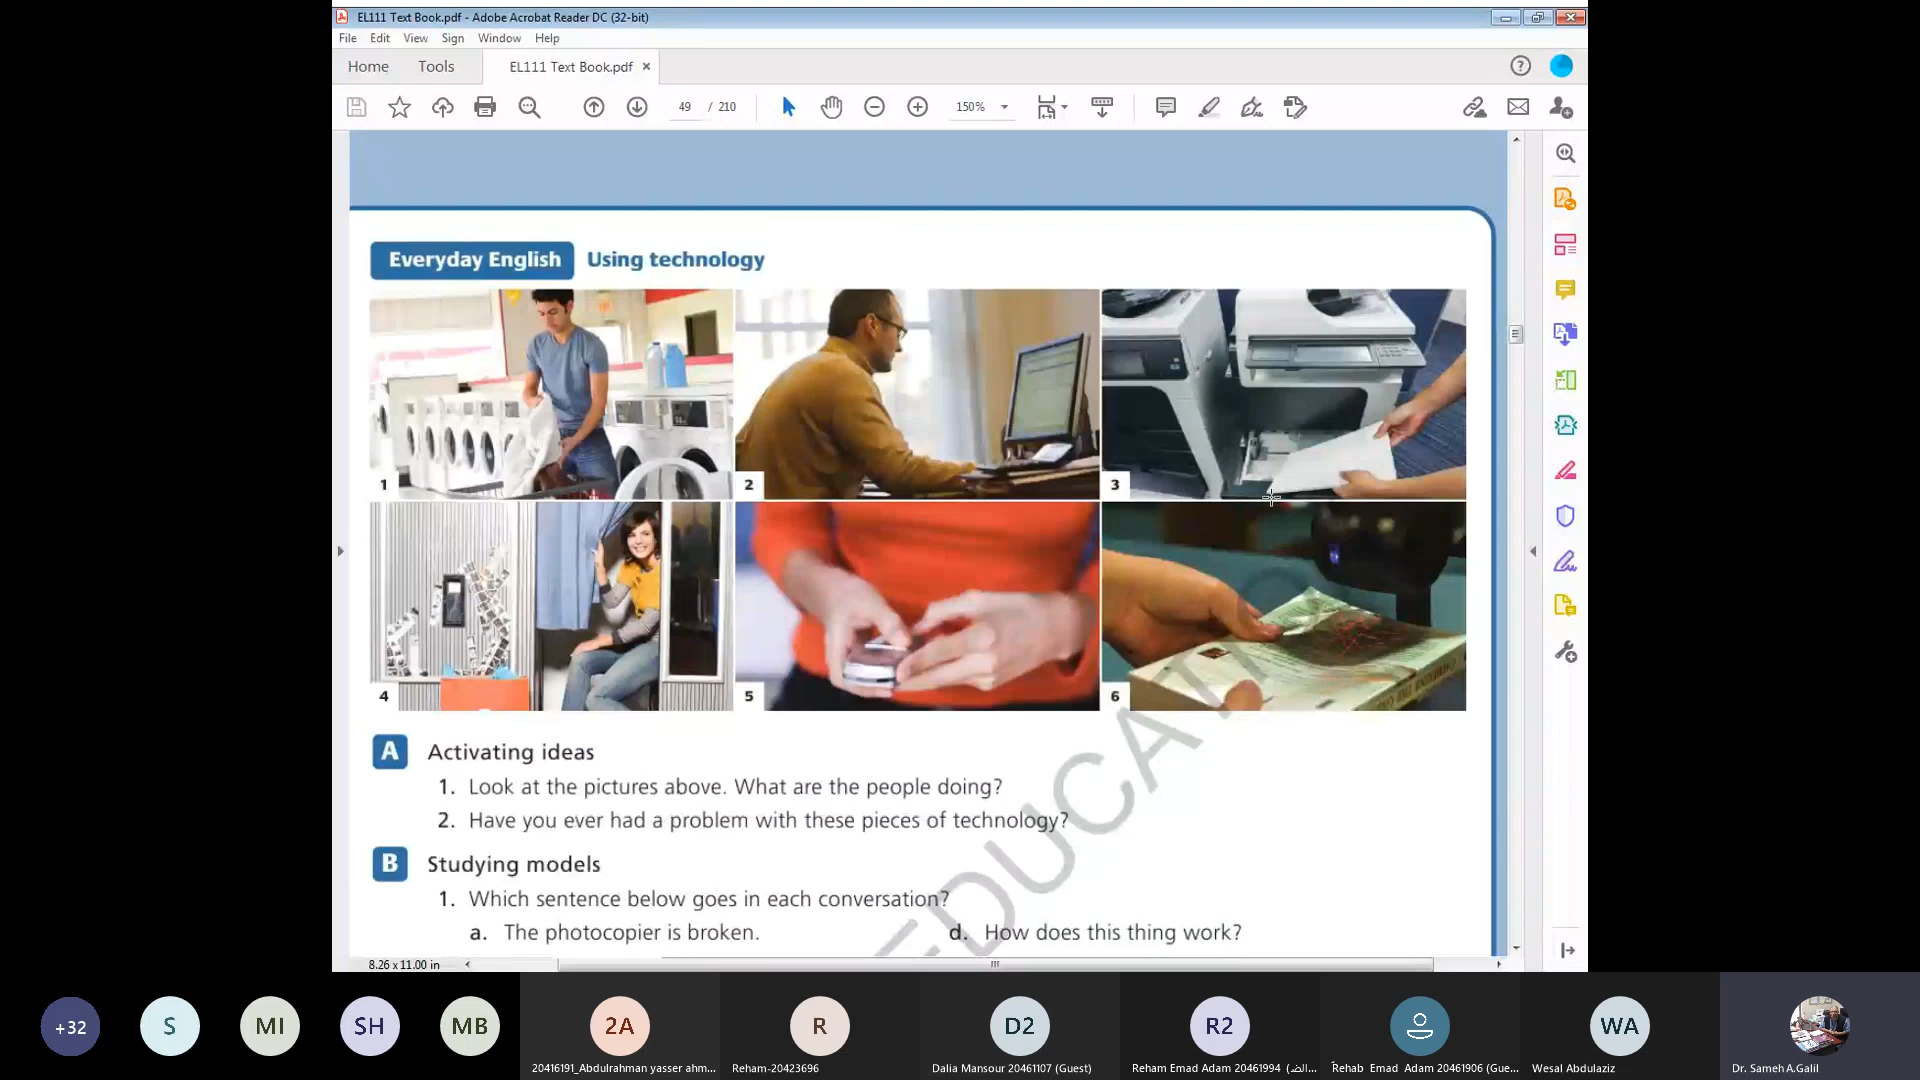 EL111 Text Book.pdf - Adobe Acrobat Reader DC (32-bit)
File Edit View Sign Window Help
Home Tools EL111 Text Book.pdf
49 / 210 150%
Everyday English Using technology
1 2 3
4 5 6
A Activating ideas
1. Look at the pictures above. What are the people doing?
2. Have you ever had a problem with these pieces of technology?
B Studying models
1. Which sentence below goes in each conversation?
a. The photocopier is broken. d. How does this thing work?
EDUCAT
8.26 x 11.00 in
+32 S MI SH MB 2A R D2 R2 WA
20416191_Abdulrahman yasser ahm... Reham-20423696 Dalia Mansour 20461107 (Guest) Reham Emad Adam 20461994 Rehab Emad Adam 20461906 (Gue... Wesal Abdulaziz Dr. Sameh A.Galil